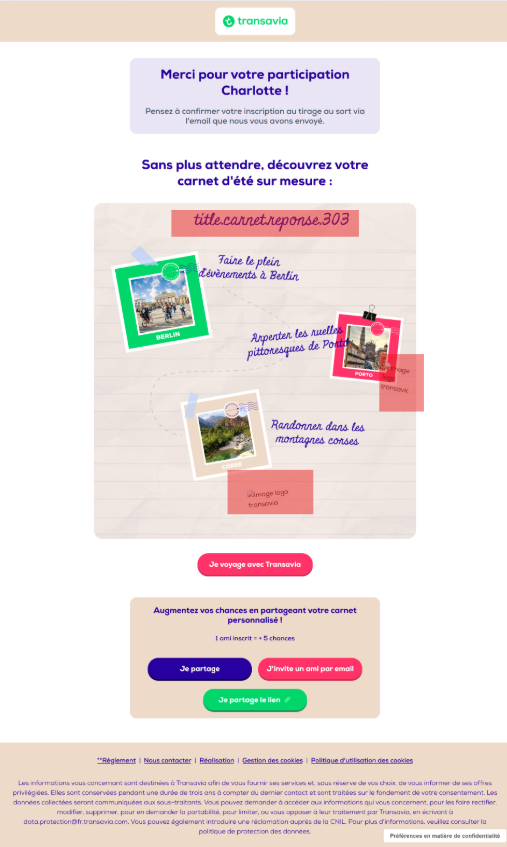 transavia
Merci pour votre participation
Charlotte !
Pensez à confirmer votre inscription au tirage au sort via
l'email que nous vous avons envoyé.
Sans plus attendre, découvrez votre
carnet d'été sur mesure :
title.carnet.reponse.303
Faire le plein
d'évènements à Berlin
BERLIN
Arpenter les ruelles
pittoresques de Porto
PORTO
image
logo
transavia
Randonner dans les
montagnes corses
CORSE
Image logo
transavia
Je voyage avec Transavia
Augmentez vos chances en partageant votre carnet
personnalisé !
1 ami inscrit = + 5 chances
Je partage
J'invite un ami par email
Je partage le lien
**Règlement | Nous contacter | Réalisation | Gestion des cookies | Politique d'utilisation des cookies
Les informations vous concernant sont destinées à Transavia afin de vous fournir ses services et, sous réserve de vos choix, de vous informer de ses offres
privilégiées. Elles sont conservées pendant une durée de trois ans à compter du dernier contact et sont traitées sur le fondement de votre consentement. Les
données collectées seront communiquées aux sous-traitants. Vous pouvez demander à accéder aux informations qui vous concernent, pour les faire rectifier,
modifier, supprimer, pour en demander la portabilité, pour limiter, ou vous opposer à leur traitement par Transavia, en écrivant à
data.protection@fr.transavia.com. Vous pouvez également introduire une réclamation auprès de la CNIL. Pour plus d'informations, veuillez consulter la
politique de protection des données.
Préférences en matière de confidentialité